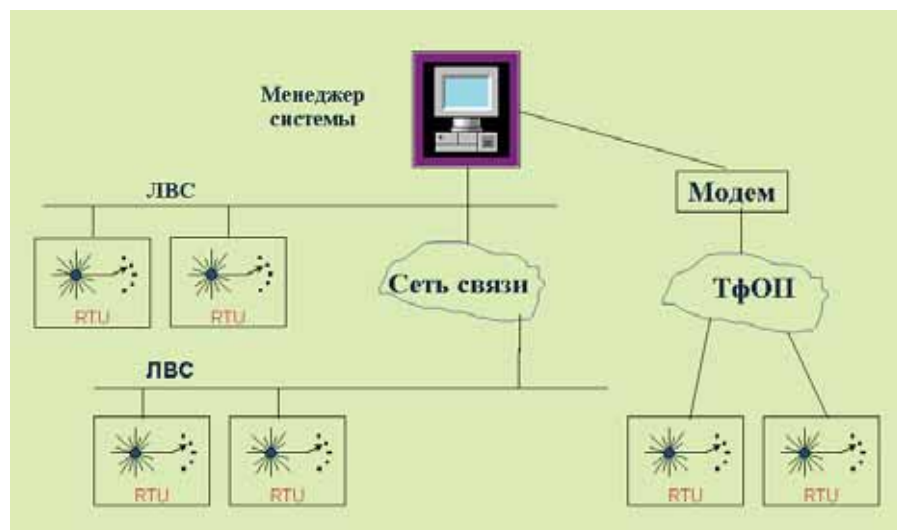 Менеджер
системы
ЛВС
Модем
RTU
RTU
Сеть связи
ТфОП
ЛВС
RTU
RTU
RTU
RTU